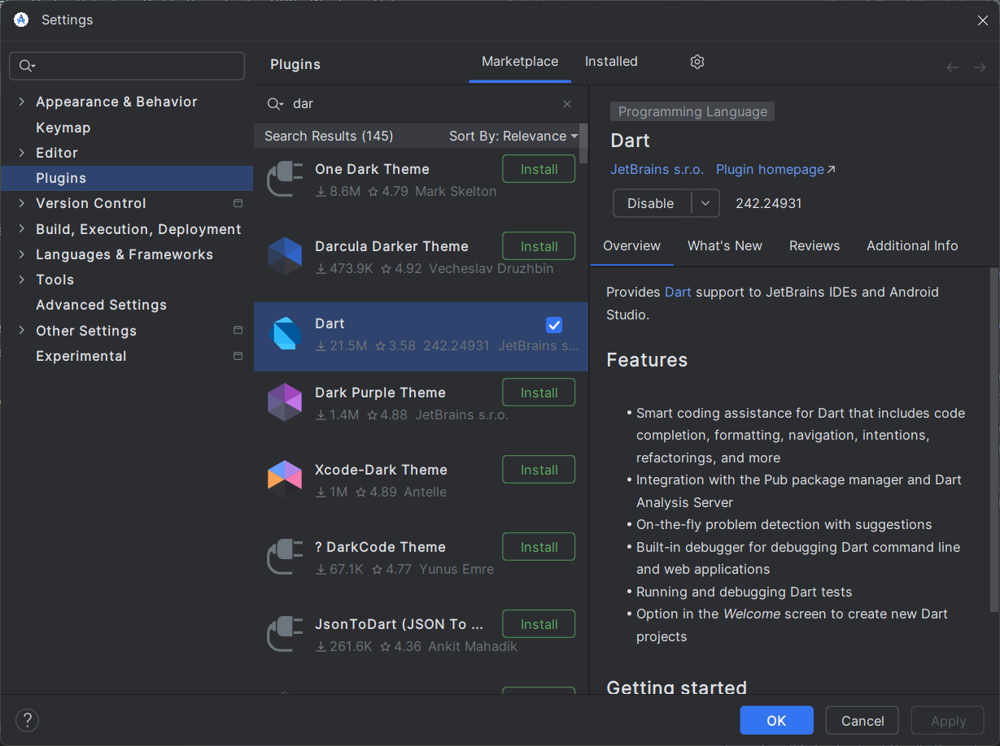 Settings
Plugins
Marketplace
Installed
Appearance & Behavior
Keymap
Editor
Plugins
Version Control
Build, Execution, Deployment
Languages & Frameworks
Tools
Advanced Settings
Other Settings
Experimental
dar
Search Results (145)
Sort By: Relevance
One Dark Theme
Install
8.6M 4.79 Mark Skelton
Darcula Darker Theme
Install
473.9K 4.92 Vecheslav Druzhbin
Dart
21.5M 3.58 242.24931 JetBrains s...
Dark Purple Theme
Install
1.4M 4.88 JetBrains s.r.o.
Xcode-Dark Theme
Install
1M 4.89 Antelle
? DarkCode Theme
Install
67.1K 4.77 Yunus Emre
JsonToDart (JSON To ...
Install
261.6K 4.36 Ankit Mahadik
Programming Language
Dart
JetBrains s.r.o. Plugin homepage↗
Disable
242.24931
Overview
What's New
Reviews
Additional Info
Provides Dart support to JetBrains IDEs and Android
Studio.
Features
• Smart coding assistance for Dart that includes code
completion, formatting, navigation, intentions,
refactorings, and more
• Integration with the Pub package manager and Dart
Analysis Server
• On-the-fly problem detection with suggestions
• Built-in debugger for debugging Dart command line
and web applications
• Running and debugging Dart tests
• Option in the Welcome screen to create new Dart
projects
Getting started
?
OK
Cancel
Apply